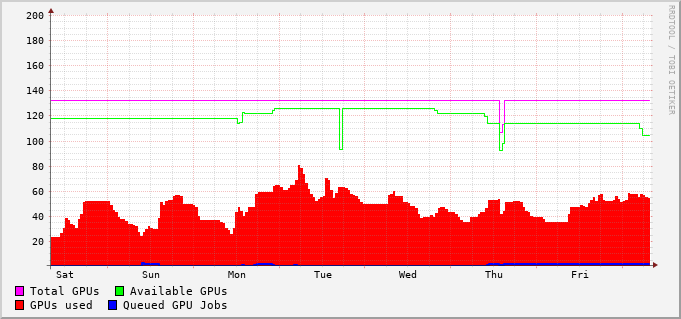 200
180
160
140
120
100
80
60
40
20
Sat Sun Mon Tue Wed Thu Fri
Total GPUs Available GPUs
GPUs used Queued GPU Jobs
RRDTOOL / TOBI OETIKER